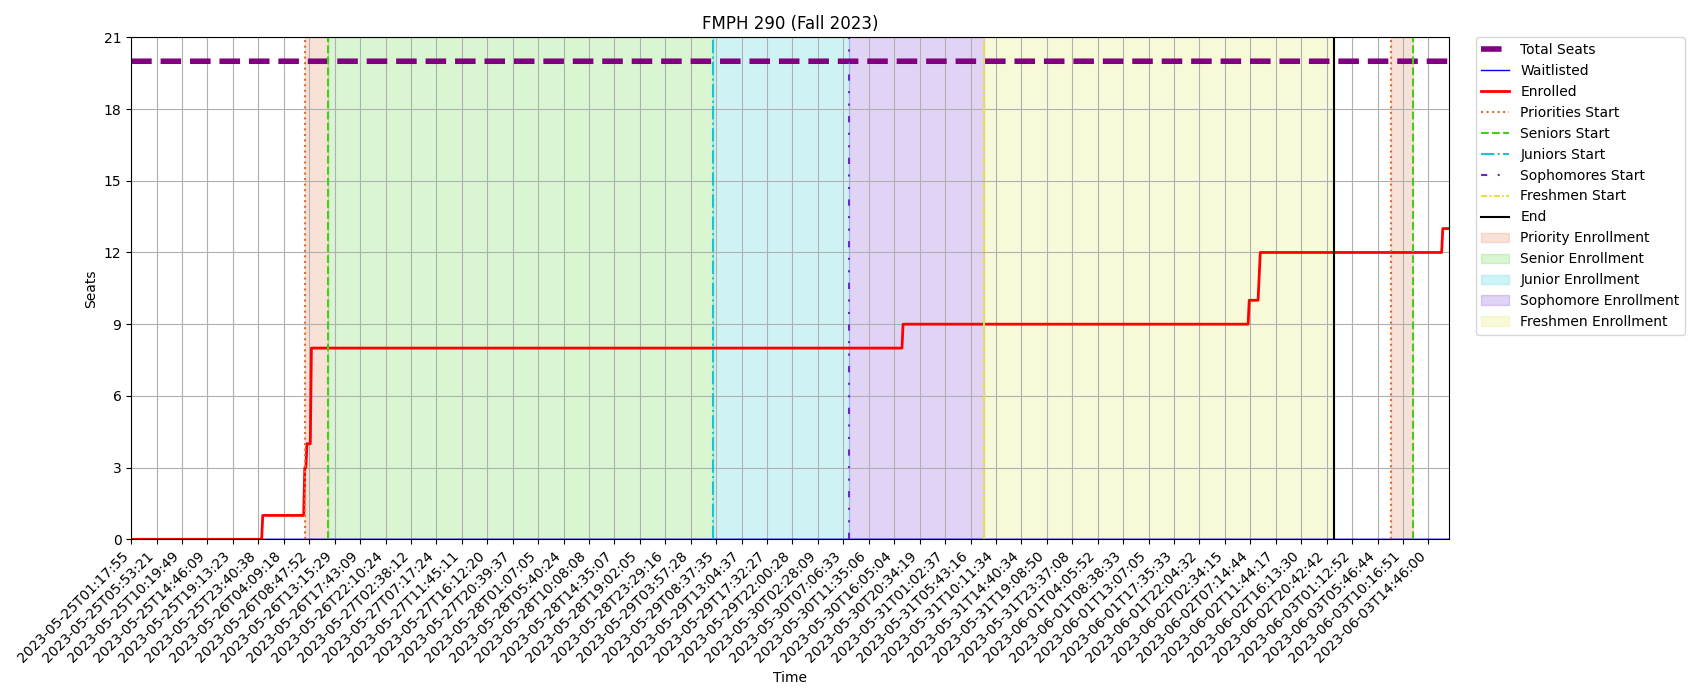 FMPH 290 (Fall 2023)
21
18
15
12
9
6
3
0
Seats
2023-05-25T01:17:55
2023-05-25T05:53:21
2023-05-25T10:19:49
2023-05-25T14:46:09
2023-05-25T19:13:23
2023-05-25T23:40:38
2023-05-26T04:09:18
2023-05-26T08:47:52
2023-05-26T13:15:29
2023-05-26T17:43:09
2023-05-26T22:10:24
2023-05-27T02:38:12
2023-05-27T07:17:24
2023-05-27T11:45:11
2023-05-27T16:12:20
2023-05-27T20:39:37
2023-05-28T01:07:05
2023-05-28T05:40:24
2023-05-28T10:08:08
2023-05-28T14:35:07
2023-05-28T19:02:05
2023-05-28T23:29:16
2023-05-29T03:57:28
2023-05-29T08:37:35
2023-05-29T13:04:37
2023-05-29T17:32:27
2023-05-29T22:00:28
2023-05-30T02:28:09
2023-05-30T07:06:33
2023-05-30T11:35:06
2023-05-30T16:05:04
2023-05-30T20:34:19
2023-05-31T01:02:37
2023-05-31T05:43:16
2023-05-31T10:11:34
2023-05-31T14:40:34
2023-05-31T19:08:50
2023-05-31T23:37:08
2023-06-01T04:05:52
2023-06-01T08:38:33
2023-06-01T13:07:05
2023-06-01T17:35:33
2023-06-01T22:04:32
2023-06-02T02:34:15
2023-06-02T07:14:44
2023-06-02T11:44:17
2023-06-02T16:13:30
2023-06-02T20:42:42
2023-06-03T01:12:52
2023-06-03T05:46:44
2023-06-03T10:16:51
2023-06-03T14:46:00
Time
Total Seats
Waitlisted
Enrolled
Priorities Start
Seniors Start
Juniors Start
Sophomores Start
Freshmen Start
End
Priority Enrollment
Senior Enrollment
Junior Enrollment
Sophomore Enrollment
Freshmen Enrollment